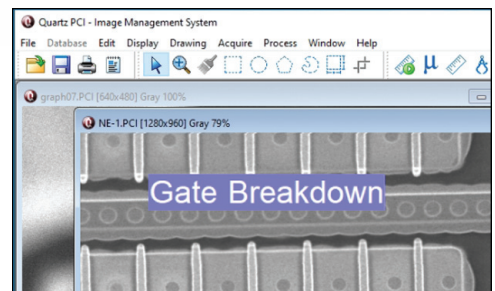 Quartz PCI - Image Management System
File Database Edit Display Drawing Acquire Process Window Help
graph07.PCI [640x480] Gray 100%
NE-1.PCI [1280x960] Gray 79%
Gate Breakdown